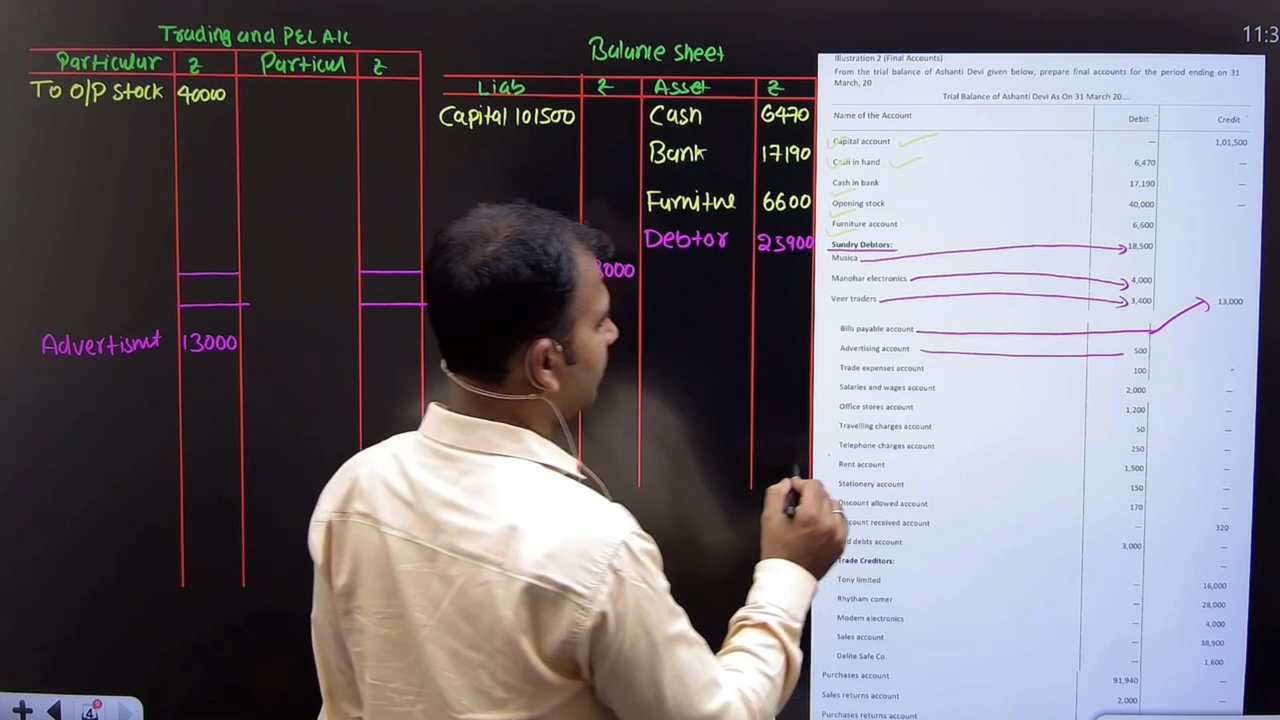 Trading and P&L A/C
Particular ₹ Particul ₹
To O/P Stock 40000
Advertismt 13000
Balance sheet
Liab ₹ Asset ₹
Capital 101500 Cash 6470
Bank 17190
Furnitue 6600
Debtor 25900
000
11:3
Illustration 2 (Final Accounts)
From the trial balance of Ashanti Devi given below, prepare final accounts for the period ending on 31
March, 20
Trial Balance of Ashanti Devi As On 31 March 20...
Name of the Account Debit Credit
Capital account — 1,01,500
Cash in hand 6,470 —
Cash in bank 17,190 —
Opening stock 40,000 —
Furniture account 6,600
Sundry Debtors: 18,500
Musica
Manohar electronics 4,000
Veer traders 3,400 13,000
Bills payable account
Advertising account 500
Trade expenses account 100
Salaries and wages account 2,000 —
Office stores account 1,200 —
Travelling charges account 50 —
Telephone charges account 250 —
Rent account 1,500 —
Stationery account 150 —
Discount allowed account 170 —
count received account — 320
d debts account 3,000 —
Trade Creditors:
Tony limited — 16,000
Rhytham comer — 28,000
Modern electronics — 4,000
Sales account — 38,900
Delite Safe Co. — 1,600
Purchases account 91,940 —
Sales returns account 2,000 —
Purchases returns account
4